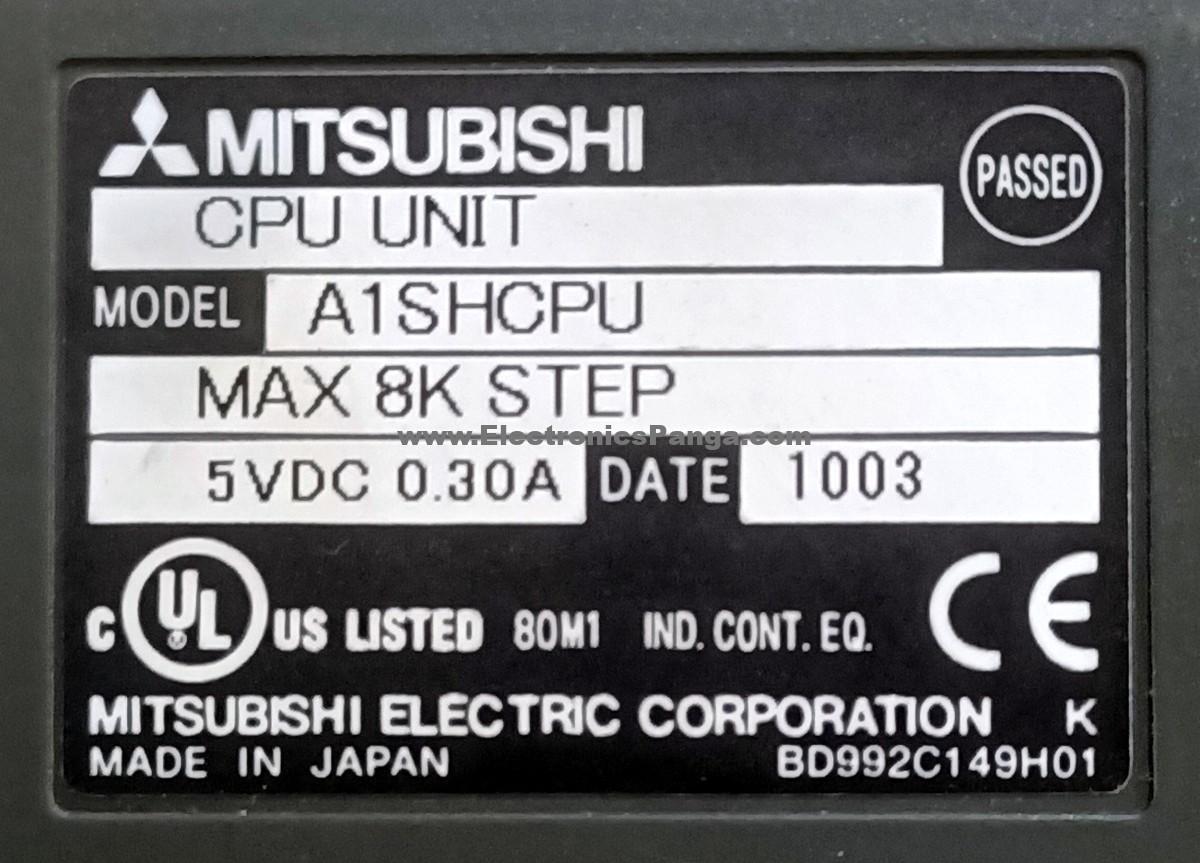 MITSUBISHI
PASSED
CPU UNIT
MODEL A1SHCPU
MAX 8K STEP
www.ElectronicsPanga.com
5VDC 0.30A DATE 1003
C UL US LISTED 80M1 IND. CONT. EQ. CE
MITSUBISHI ELECTRIC CORPORATION K
MADE IN JAPAN BD992C149H01